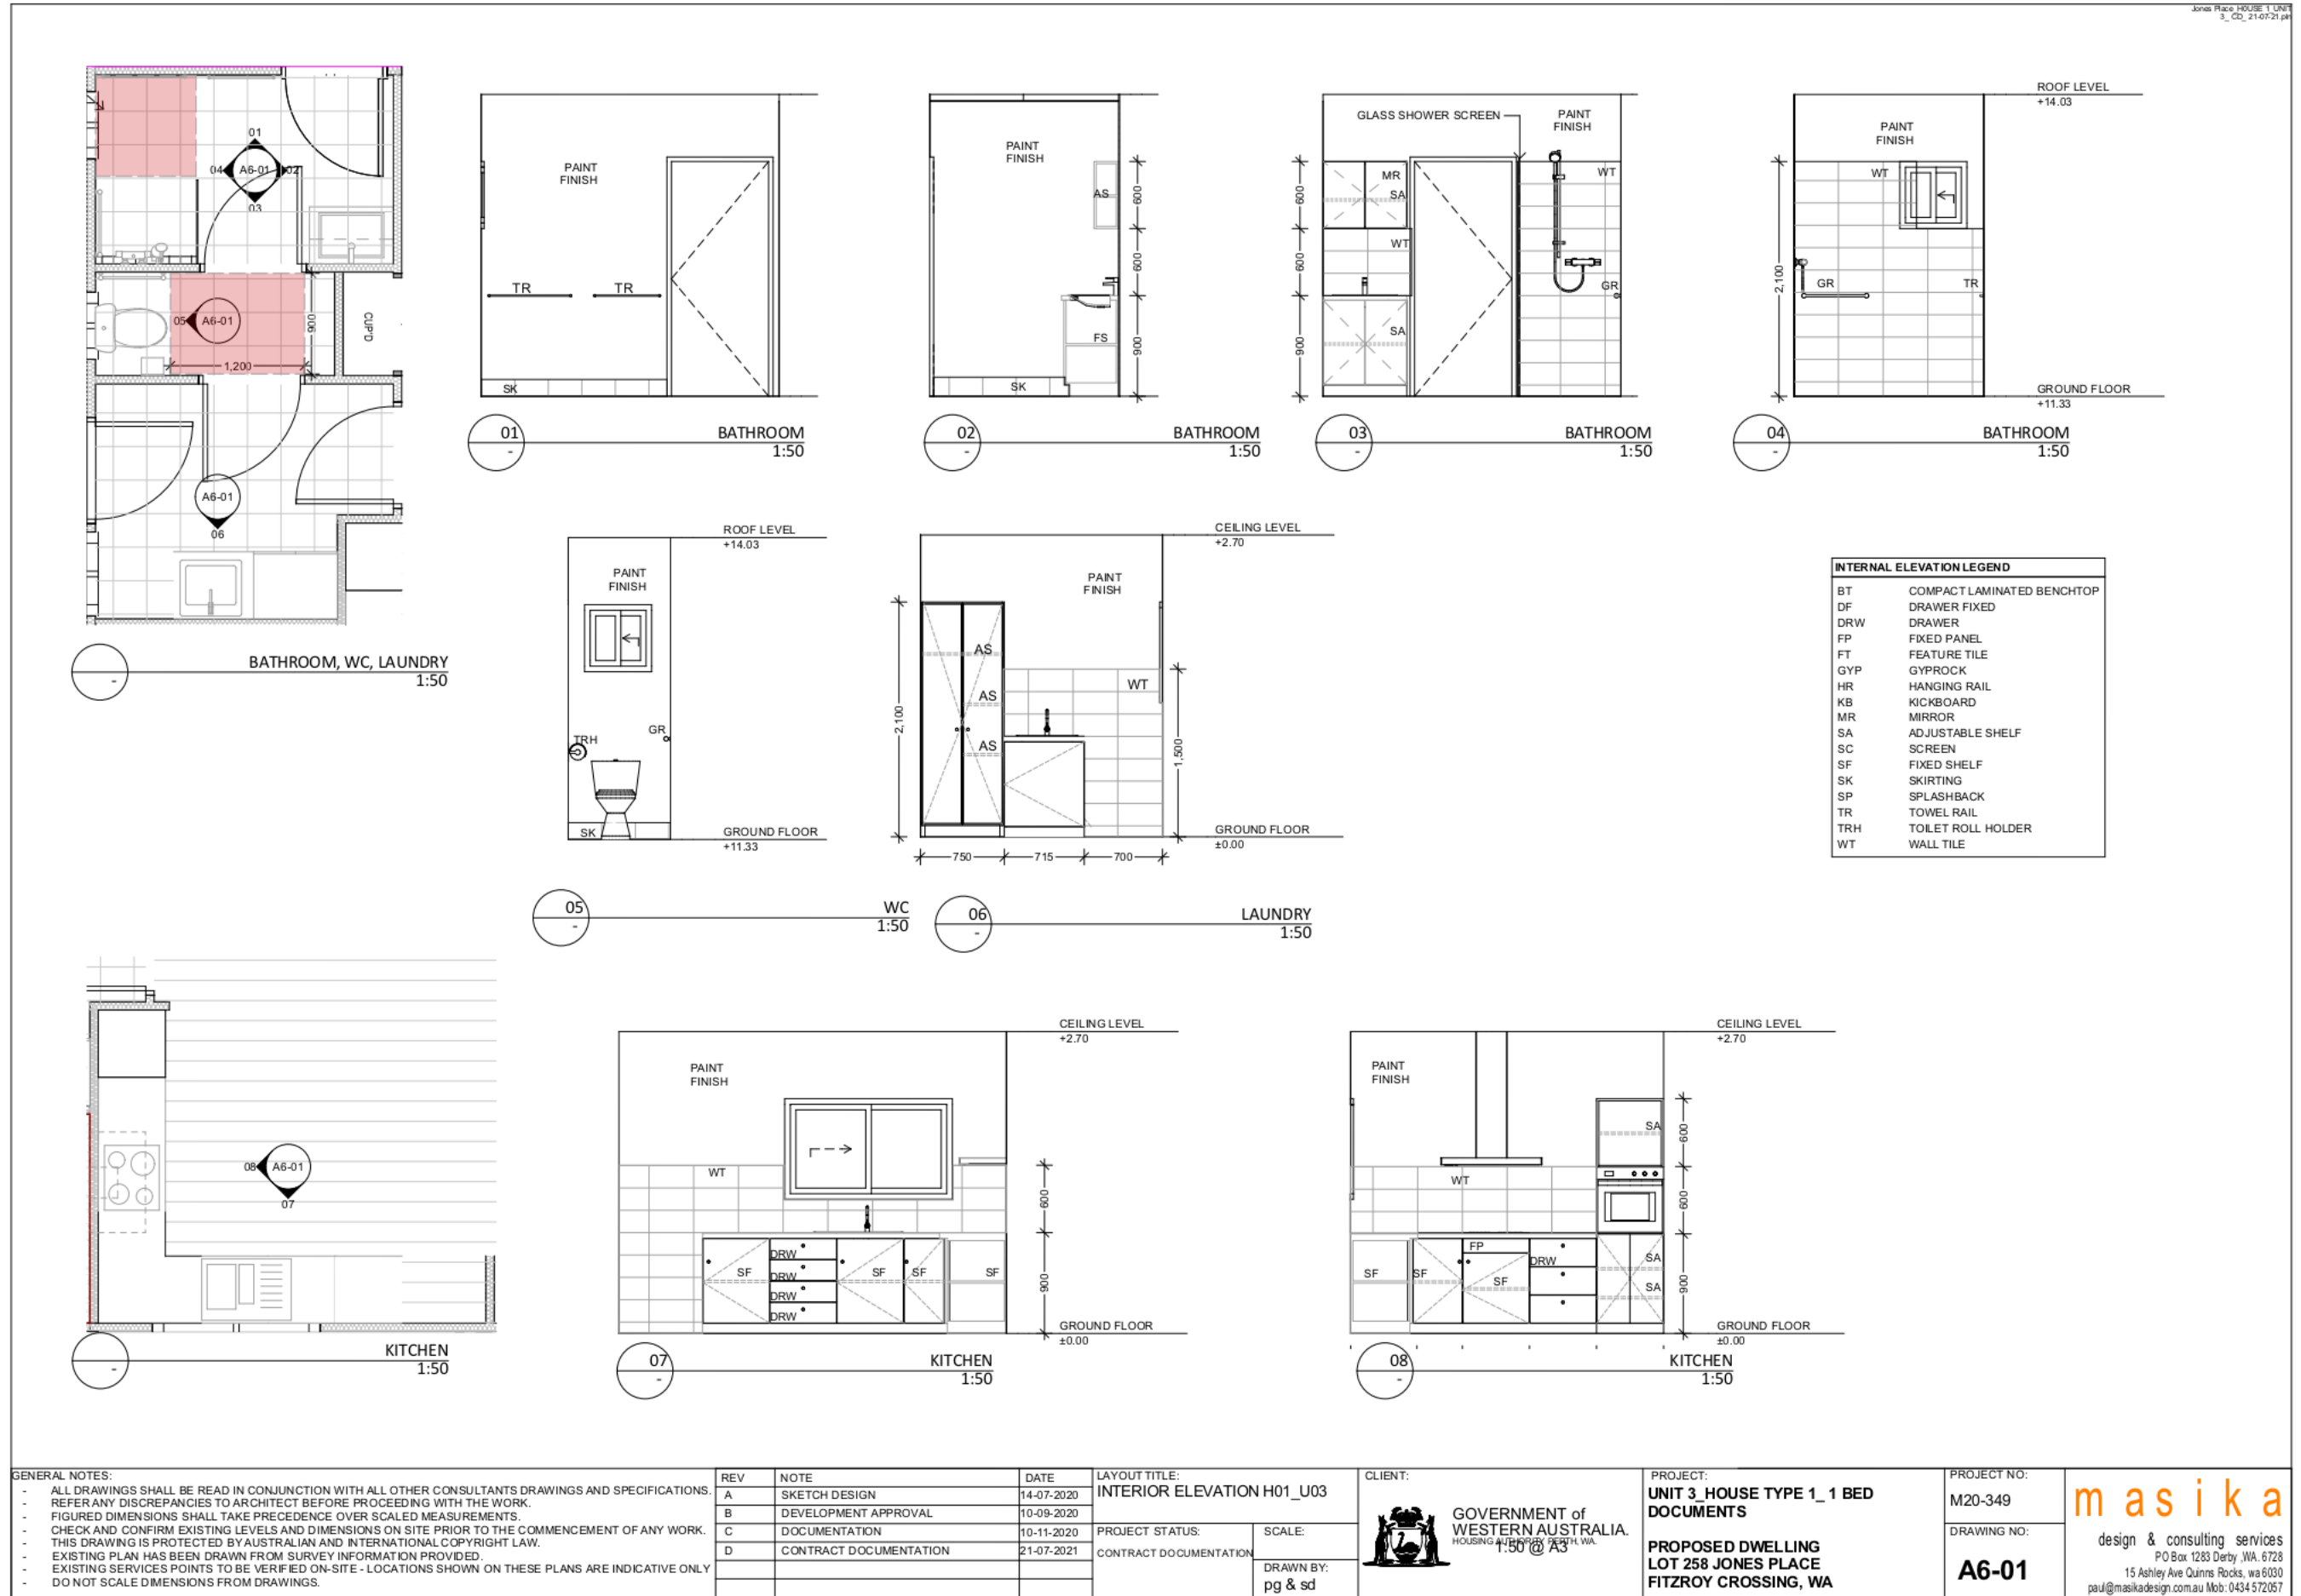 Jones Place HOUSE 1 UNIT
3_ CD_ 21-07-21.pln
01
04 A6-01 02
03
05 A6-01
900
1,200
CUP'D
A6-01
06
BATHROOM, WC, LAUNDRY
-
1:50
PAINT
FINISH
TR
TR
SK
01
BATHROOM
-
1:50
PAINT
FINISH
AS
FS
SK
600
600
900
02
BATHROOM
-
1:50
GLASS SHOWER SCREEN
PAINT
FINISH
MR
SA
WT
WT
GR
SA
600
600
900
03
BATHROOM
-
1:50
PAINT
FINISH
WT
GR
TR
2,100
ROOF LEVEL
+14.03
GROUND FLOOR
+11.33
04
BATHROOM
-
1:50
ROOF LEVEL
+14.03
PAINT
FINISH
TRH
GR
SK
GROUND FLOOR
+11.33
05
WC
-
1:50
CEILING LEVEL
+2.70
PAINT
FINISH
AS
AS
AS
WT
2,100
1,500
GROUND FLOOR
±0.00
750
715
700
06
LAUNDRY
-
1:50
INTERNAL ELEVATION LEGEND
BT COMPACT LAMINATED BENCHTOP
DF DRAWER FIXED
DRW DRAWER
FP FIXED PANEL
FT FEATURE TILE
GYP GYPROCK
HR HANGING RAIL
KB KICKBOARD
MR MIRROR
SA ADJUSTABLE SHELF
SC SCREEN
SF FIXED SHELF
SK SKIRTING
SP SPLASHBACK
TR TOWEL RAIL
TRH TOILET ROLL HOLDER
WT WALL TILE
08 A6-01
07
KITCHEN
-
1:50
CEILING LEVEL
+2.70
PAINT
FINISH
WT
SF
DRW
DRW
DRW
DRW
SF
SF
SF
600
900
GROUND FLOOR
±0.00
07
KITCHEN
-
1:50
CEILING LEVEL
+2.70
PAINT
FINISH
WT
SA
SF
SF
FP
SF
DRW
SA
SA
600
600
900
GROUND FLOOR
±0.00
08
KITCHEN
-
1:50
GENERAL NOTES:
- ALL DRAWINGS SHALL BE READ IN CONJUNCTION WITH ALL OTHER CONSULTANTS DRAWINGS AND SPECIFICATIONS.
- REFER ANY DISCREPANCIES TO ARCHITECT BEFORE PROCEEDING WITH THE WORK.
- FIGURED DIMENSIONS SHALL TAKE PRECEDENCE OVER SCALED MEASUREMENTS.
- CHECK AND CONFIRM EXISTING LEVELS AND DIMENSIONS ON SITE PRIOR TO THE COMMENCEMENT OF ANY WORK.
- THIS DRAWING IS PROTECTED BY AUSTRALIAN AND INTERNATIONAL COPYRIGHT LAW.
- EXISTING PLAN HAS BEEN DRAWN FROM SURVEY INFORMATION PROVIDED.
- EXISTING SERVICES POINTS TO BE VERIFIED ON-SITE - LOCATIONS SHOWN ON THESE PLANS ARE INDICATIVE ONLY
- DO NOT SCALE DIMENSIONS FROM DRAWINGS.
REV NOTE DATE
A SKETCH DESIGN 14-07-2020
B DEVELOPMENT APPROVAL 10-09-2020
C DOCUMENTATION 10-11-2020
D CONTRACT DOCUMENTATION 21-07-2021
LAYOUT TITLE:
INTERIOR ELEVATION H01_U03
PROJECT STATUS:
CONTRACT DOCUMENTATION
SCALE:
1:50 @ A3
DRAWN BY:
pg & sd
CLIENT:
GOVERNMENT of
WESTERN AUSTRALIA.
HOUSING AUTHORITY PERTH, WA.
PROJECT:
UNIT 3_HOUSE TYPE 1_ 1 BED
DOCUMENTS
PROPOSED DWELLING
LOT 258 JONES PLACE
FITZROY CROSSING, WA
PROJECT NO:
M20-349
DRAWING NO:
A6-01
masika
design & consulting services
PO Box 1283 Derby ,WA. 6728
15 Ashley Ave Quinns Rocks, wa 6030
paul@masikadesign.com.au Mob: 0434 572057